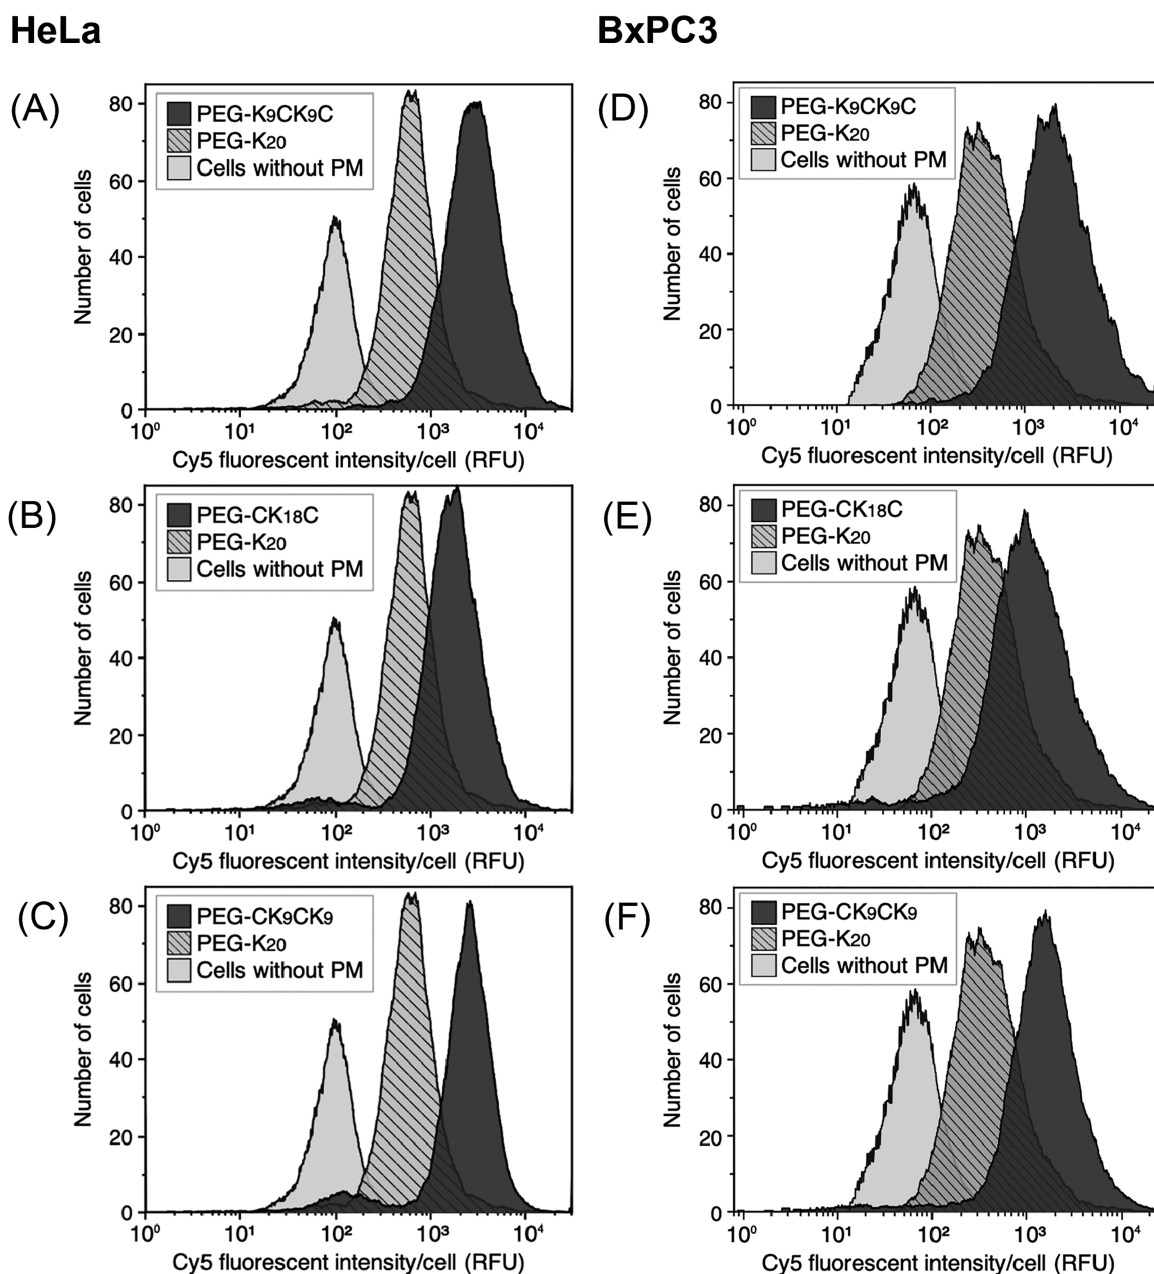 HeLa
BxPC3
(A)
PEG-K9CK9C
PEG-K20
Cells without PM
Number of cells
80
60
40
20
0
10⁰ 10¹ 10² 10³ 10⁴
Cy5 fluorescent intensity/cell (RFU)
(D)
PEG-K9CK9C
PEG-K20
Cells without PM
Number of cells
80
60
40
20
0
10⁰ 10¹ 10² 10³ 10⁴
Cy5 fluorescent intensity/cell (RFU)
(B)
PEG-CK18C
PEG-K20
Cells without PM
Number of cells
80
60
40
20
0
10⁰ 10¹ 10² 10³ 10⁴
Cy5 fluorescent intensity/cell (RFU)
(E)
PEG-CK18C
PEG-K20
Cells without PM
Number of cells
80
60
40
20
0
10⁰ 10¹ 10² 10³ 10⁴
Cy5 fluorescent intensity/cell (RFU)
(C)
PEG-CK9CK9
PEG-K20
Cells without PM
Number of cells
80
60
40
20
0
10⁰ 10¹ 10² 10³ 10⁴
Cy5 fluorescent intensity/cell (RFU)
(F)
PEG-CK9CK9
PEG-K20
Cells without PM
Number of cells
80
60
40
20
0
10⁰ 10¹ 10² 10³ 10⁴
Cy5 fluorescent intensity/cell (RFU)